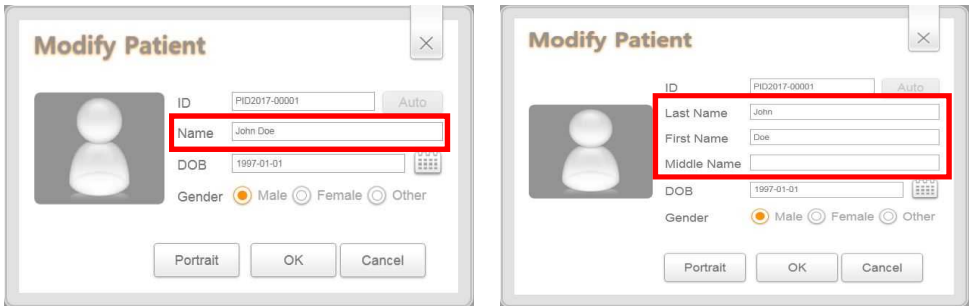 Modify Patient
ID PID2017-00001 Auto
Name John Doe
DOB 1997-01-01
Gender Male Female Other
Portrait OK Cancel
Modify Patient
ID PID2017-00001 Auto
Last Name John
First Name Doe
Middle Name
DOB 1997-01-01
Gender Male Female Other
Portrait OK Cancel